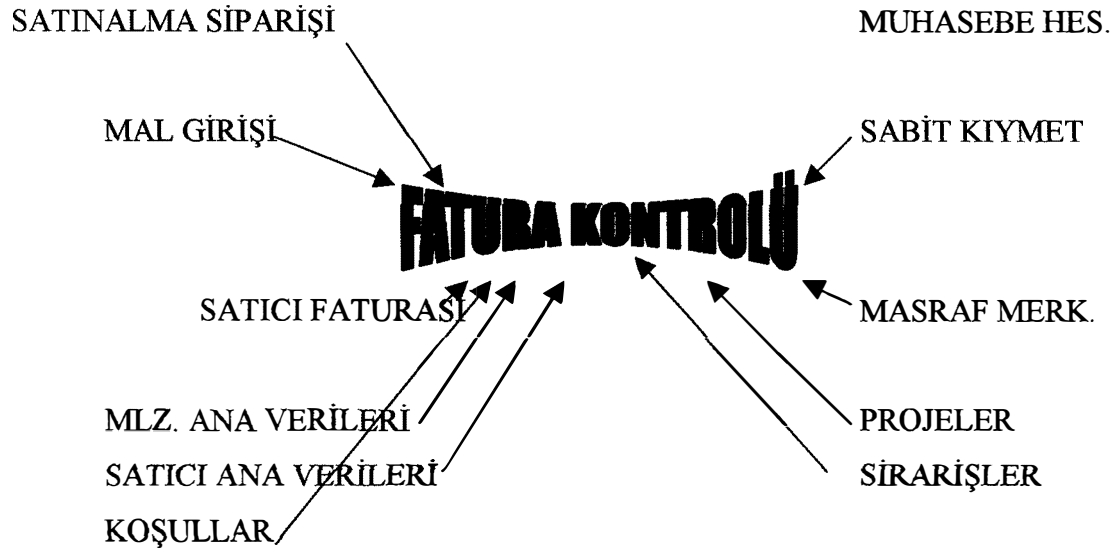 SATINALMA SİPARİŞİ
MUHASEBE HES.
MAL GİRİŞİ
SABİT KIYMET
FATURA KONTROLÜ
SATICI FATURASI
MASRAF MERK.
MLZ. ANA VERİLERİ
PROJELER
SATICI ANA VERİLERİ
SİRARİŞLER
KOŞULLAR